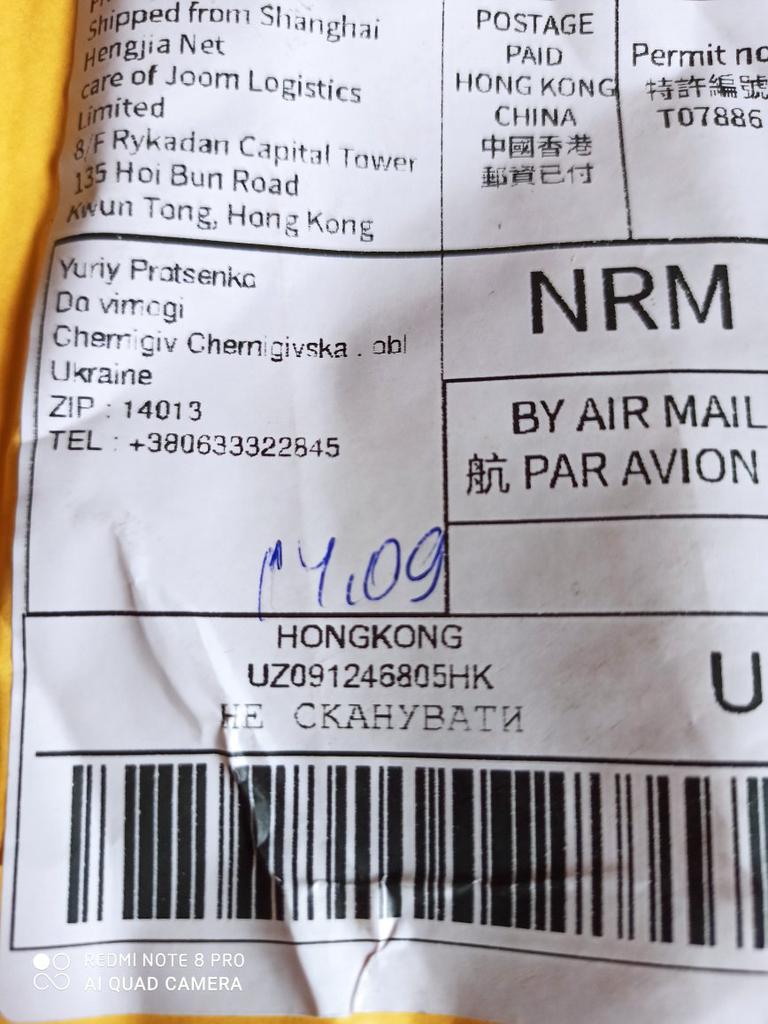 Shipped from Shanghai
Hengjia Net
care of Joom Logistics
Limited
8/F Rykadan Capital Tower
135 Hoi Bun Road
Kwun Tong, Hong Kong
POSTAGE
PAID
HONG KONG
CHINA
中國香港
郵資已付
Permit no
特許編號
T07886
Yuriy Protsenko
Do vimogi
Chernigiv Chernigivska . obl
Ukraine
ZIP : 14013
TEL : +380633322845
NRM
BY AIR MAIL
航 PAR AVION
14.09
HONGKONG
UZ091246805HK
НЕ СКАНУВАТИ
U
REDMI NOTE 8 PRO
AI QUAD CAMERA